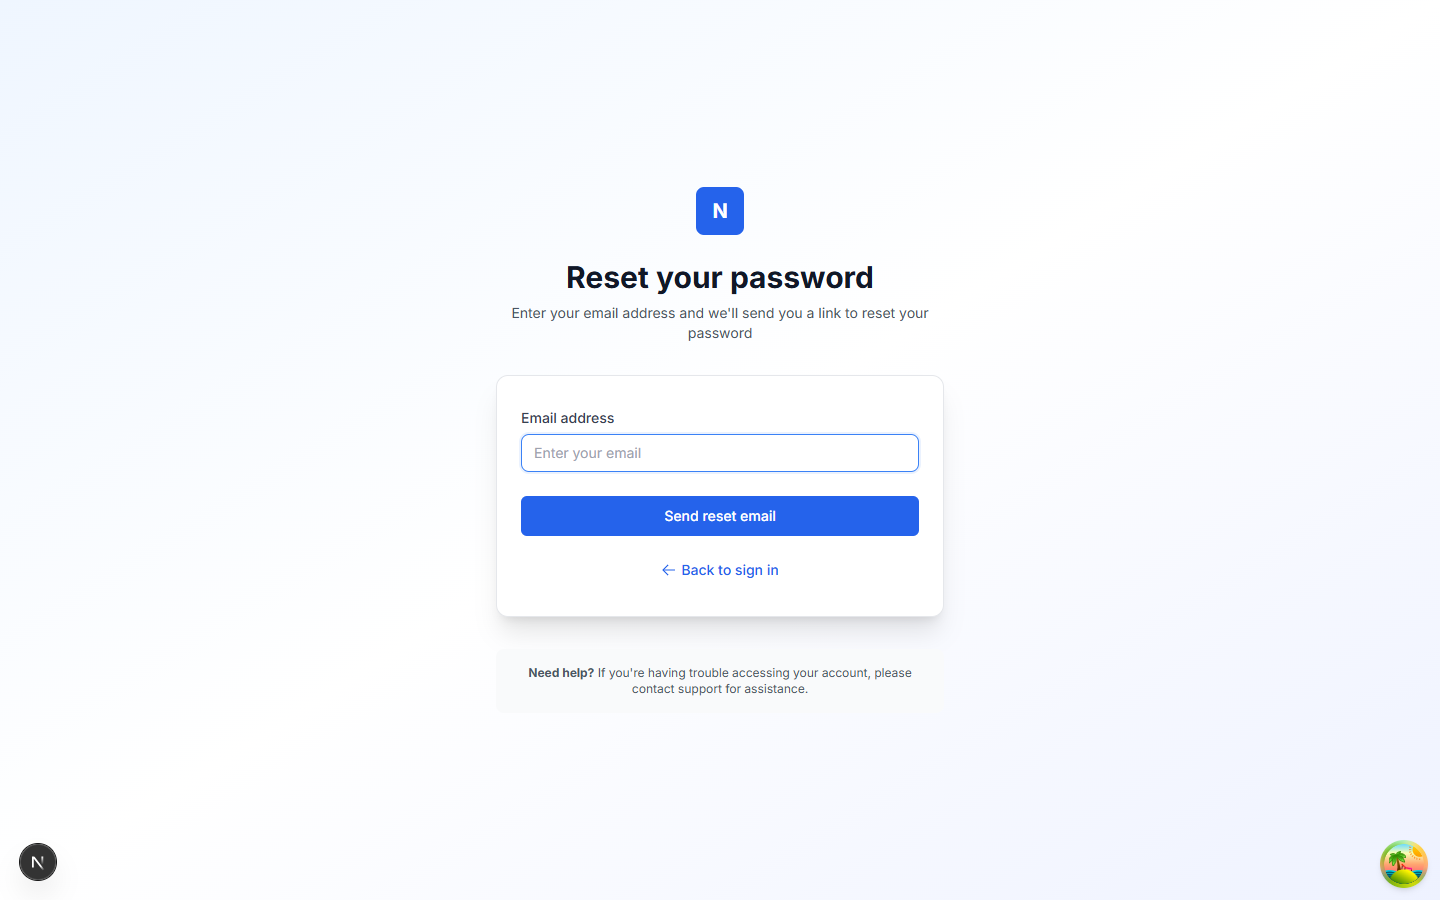 N
Reset your password
Enter your email address and we'll send you a link to reset your
password
Email address
Enter your email
Send reset email
← Back to sign in
Need help? If you're having trouble accessing your account, please
contact support for assistance.
N